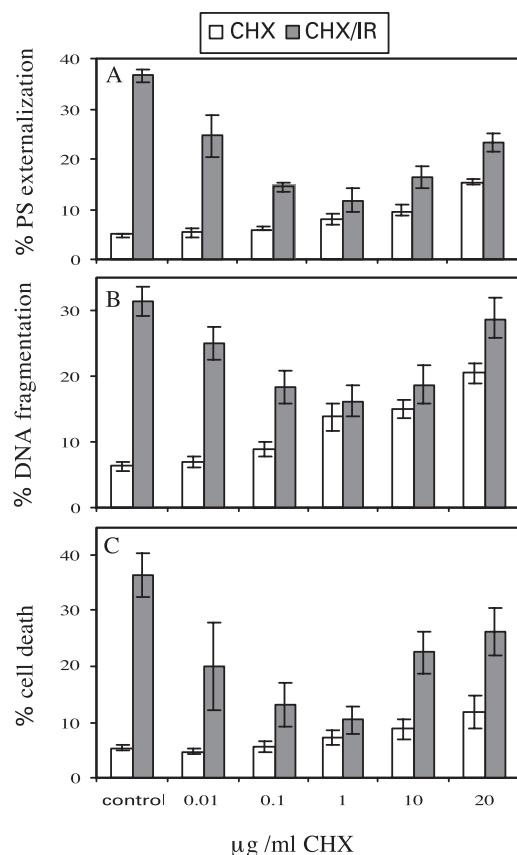 CHX CHX/IR
A
% PS externalization
40
30
20
10
0
B
% DNA fragmentation
30
20
10
0
C
% cell death
40
30
20
10
0
control 0.01 0.1 1 10 20
µg /ml CHX